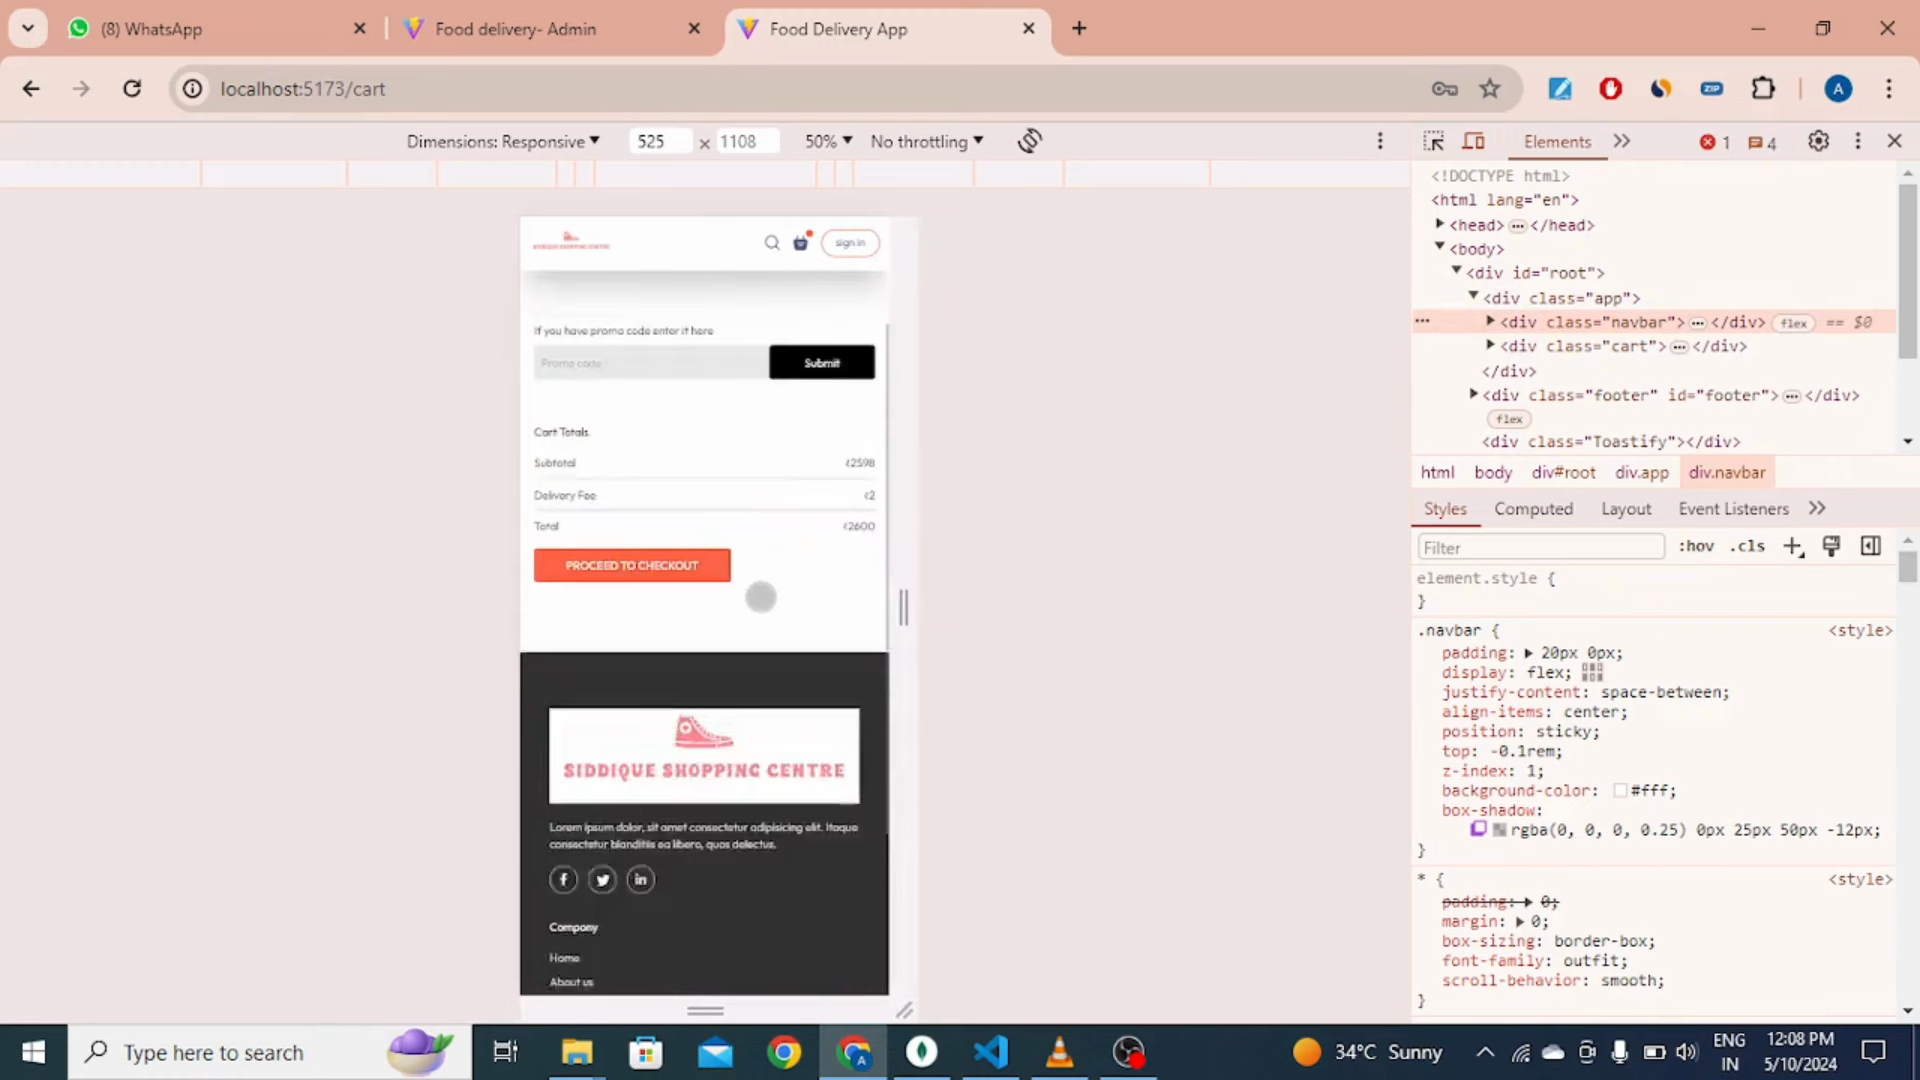 (8) WhatsApp
Food delivery- Admin
Food Delivery App
localhost:5173/cart
ZIP
A
Dimensions: Responsive
525 × 1108
50%
No throttling
Elements
1
4
SIDDIQUE SHOPPING CENTRE
sign in
If you have promo code enter it here
Promo code
Submit
Cart Totals
Subtotal
₹2598
Delivery Fee
₹2
Total
₹2600
PROCEED TO CHECKOUT
SIDDIQUE SHOPPING CENTRE
Lorem ipsum dolor, sit amet consectetur adipisicing elit. Itaque
consectetur blanditiis ea libero, quos delectus.
Company
Home
About us
<!DOCTYPE html>
<html lang="en">
<head> … </head>
<body>
<div id="root">
<div class="app">
<div class="navbar"> … </div> flex == $0
<div class="cart"> … </div>
</div>
<div class="footer" id="footer"> … </div>
flex
<div class="Toastify"></div>
html body div#root div.app div.navbar
Styles Computed Layout Event Listeners
Filter
:hov .cls
element.style {
}
.navbar { <style>
padding: 20px 0px;
display: flex;
justify-content: space-between;
align-items: center;
position: sticky;
top: -0.1rem;
z-index: 1;
background-color: #fff;
box-shadow:
rgba(0, 0, 0, 0.25) 0px 25px 50px -12px;
}
* { <style>
padding: 0;
margin: 0;
box-sizing: border-box;
font-family: outfit;
scroll-behavior: smooth;
}
Type here to search
A
34°C Sunny
ENG
IN
12:08 PM
5/10/2024